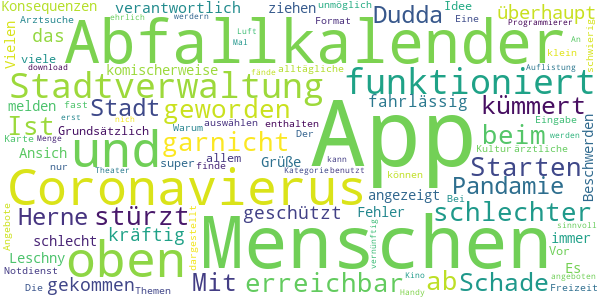 Konsequenzen
Arztsuche
ehrlich
verantwortlich
werdern
ziehen
Luft
Mal
unmöglich
Format
Dudda
Idee
Eine
überhaupt
Programmierer
An
klein
schwierig
Vielen
das
viele
Abfallkalender
komischerweise
alltägliche
Auflistung
download
fände
Stadtverwaltung
funktioniert
melden
fast
erst
Stadt
geworden
mich
auswählen
enthalten
fahrlässig
kümmert
Eingabe
werden
Karte
Menge
Ist
Grundsätzlich
Warum
Der
App
beim
Kultur
ärztliche
Beschwerden
Ansich
und
garnicht
nur
Theater
super
allem
finde
Grüße
kann
Kategorie
benutzt
Starten
Coronavierus
können
angezeigt
Pandamie
Bei
Angebote
Herne
stürzt
geschützt
Fehler
schlechter
sinnvoll
schlecht
kräftig
dargestellt
Menschen
vernünftig
immer
Vor
Leschny
oben
Mit
erreichbar
ab
Schade
Es
angeboten
Notdienst
Die
gekommen
Themen
Kino
Handy
Freizeit